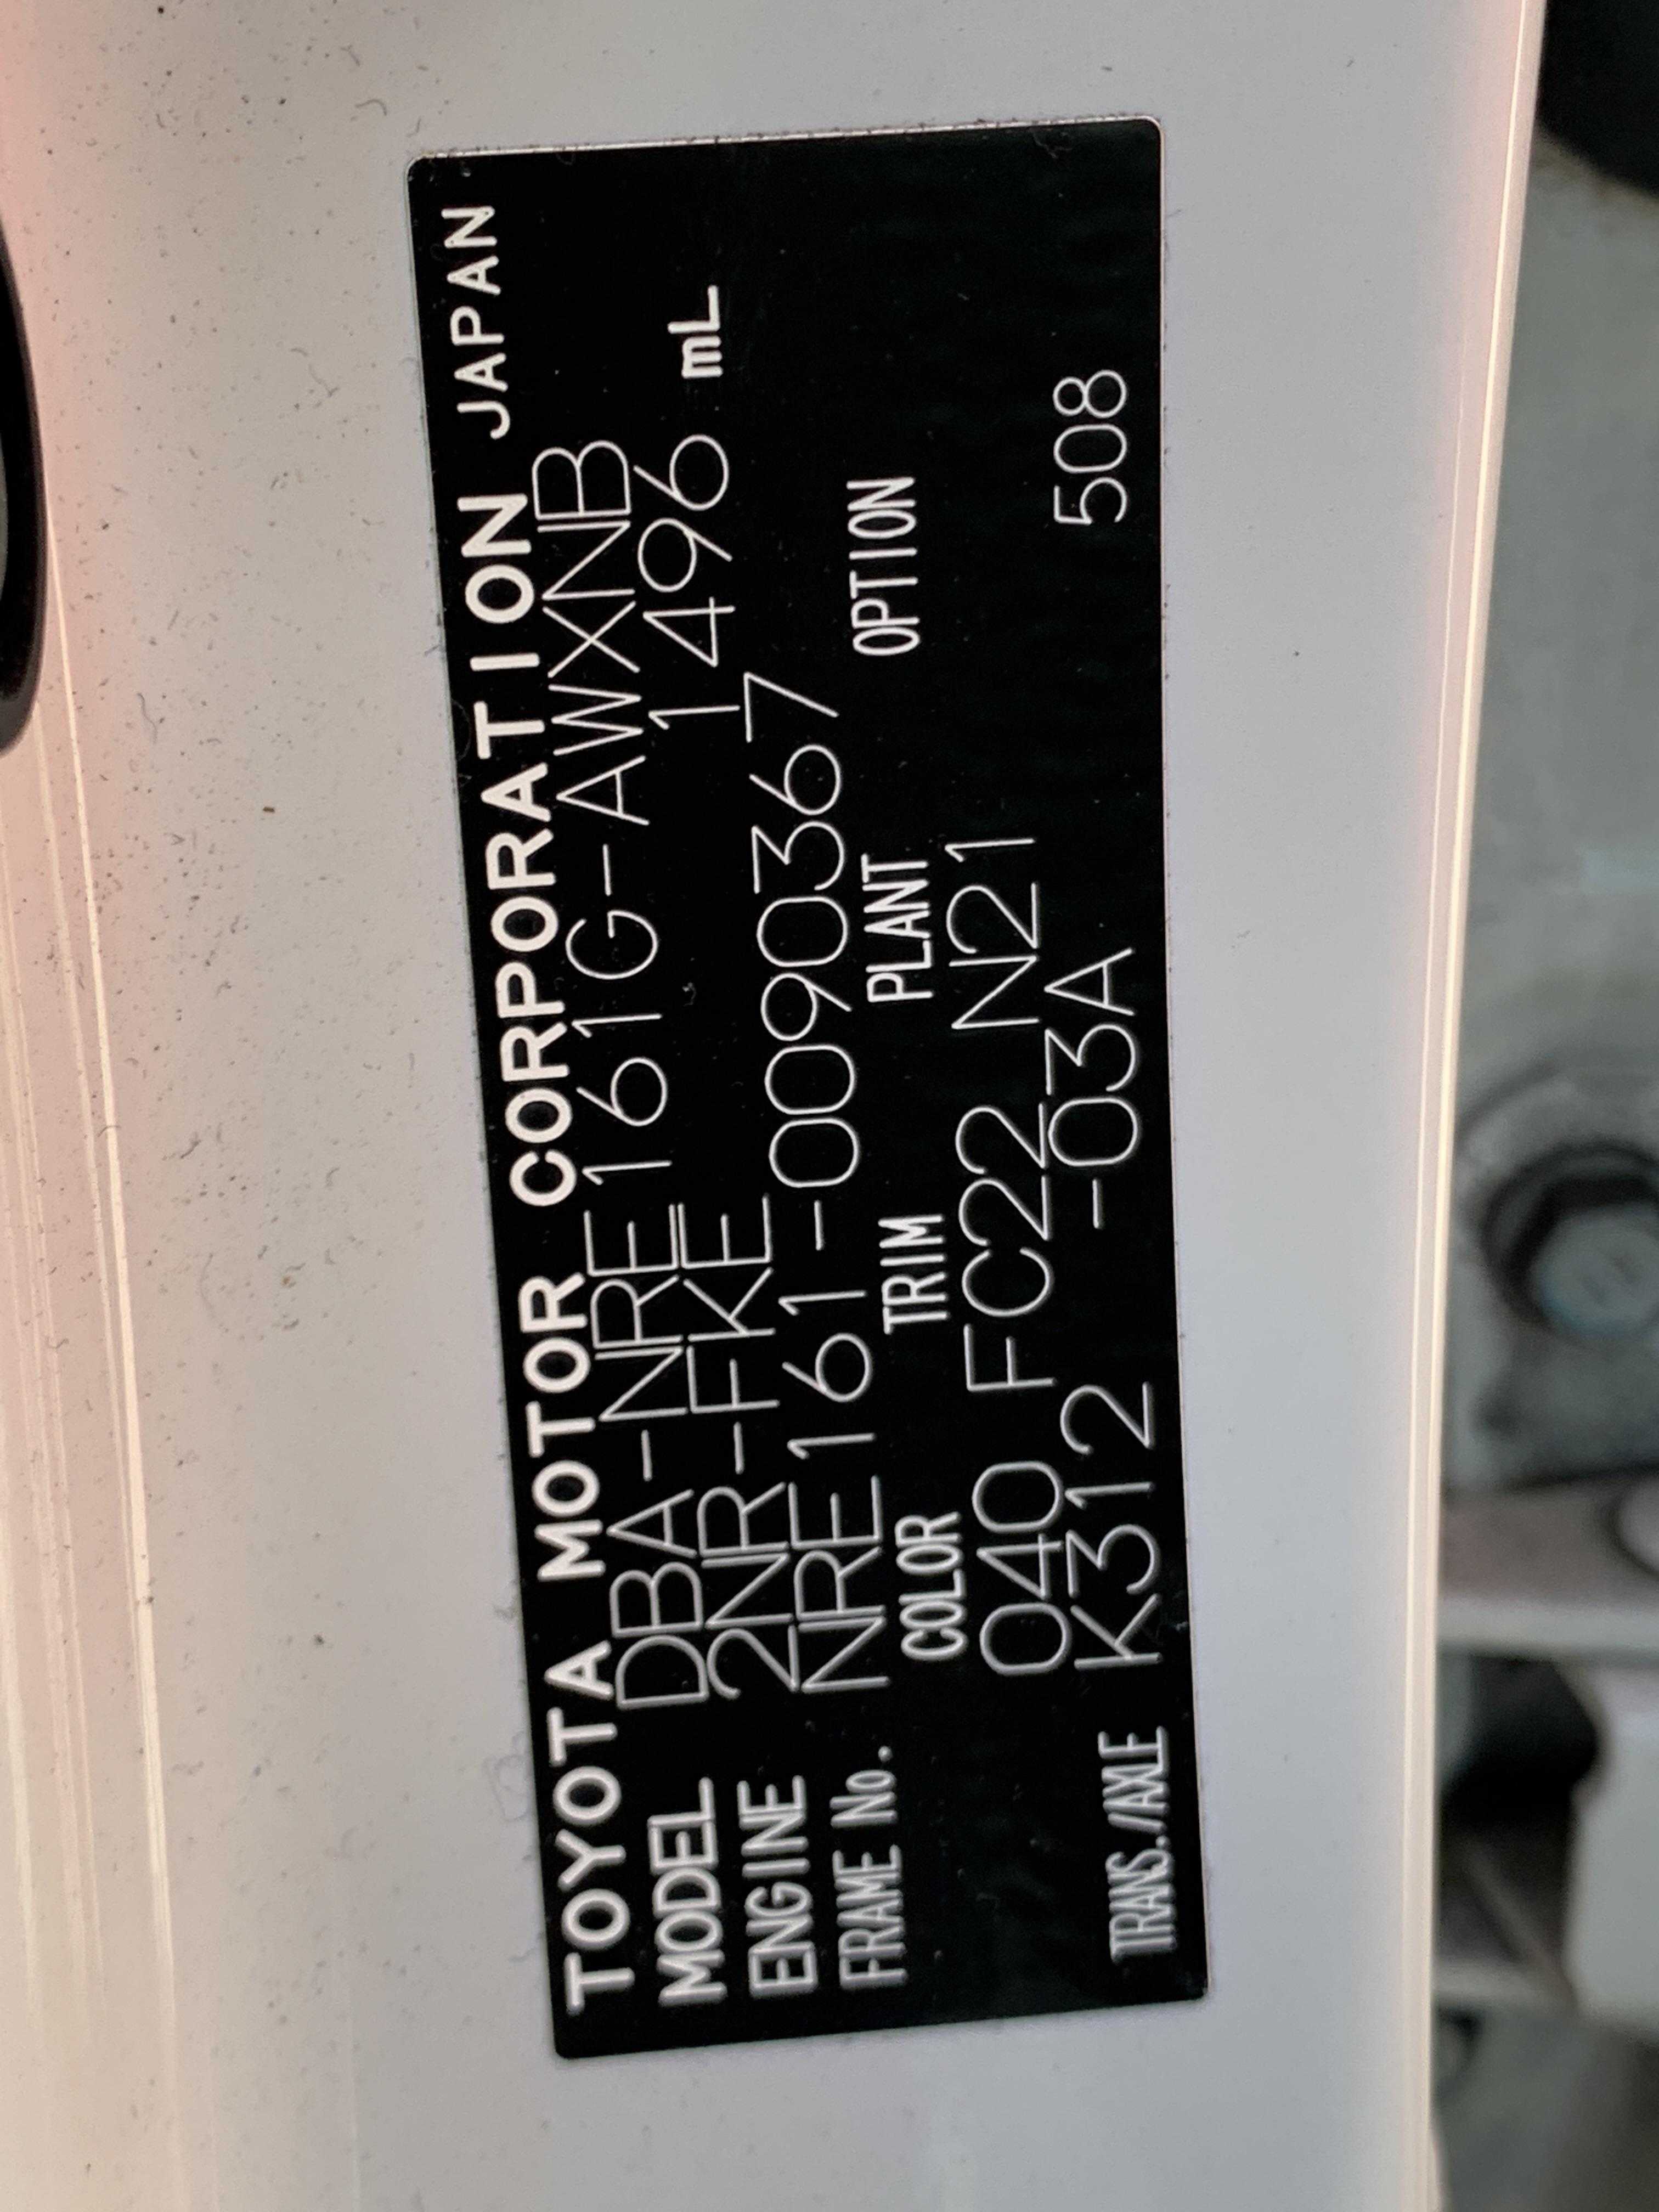 TOYOTA MOTOR CORPORATION JAPAN
MODEL DBA-NRE161G-AWXNB
ENGINE 2NR-FKE 1496 mL
FRAME No. NRE161-0090367
COLOR TRIM PLANT OPTION
040 FC22 N21
TRANS./AXLE K312 -03A 508